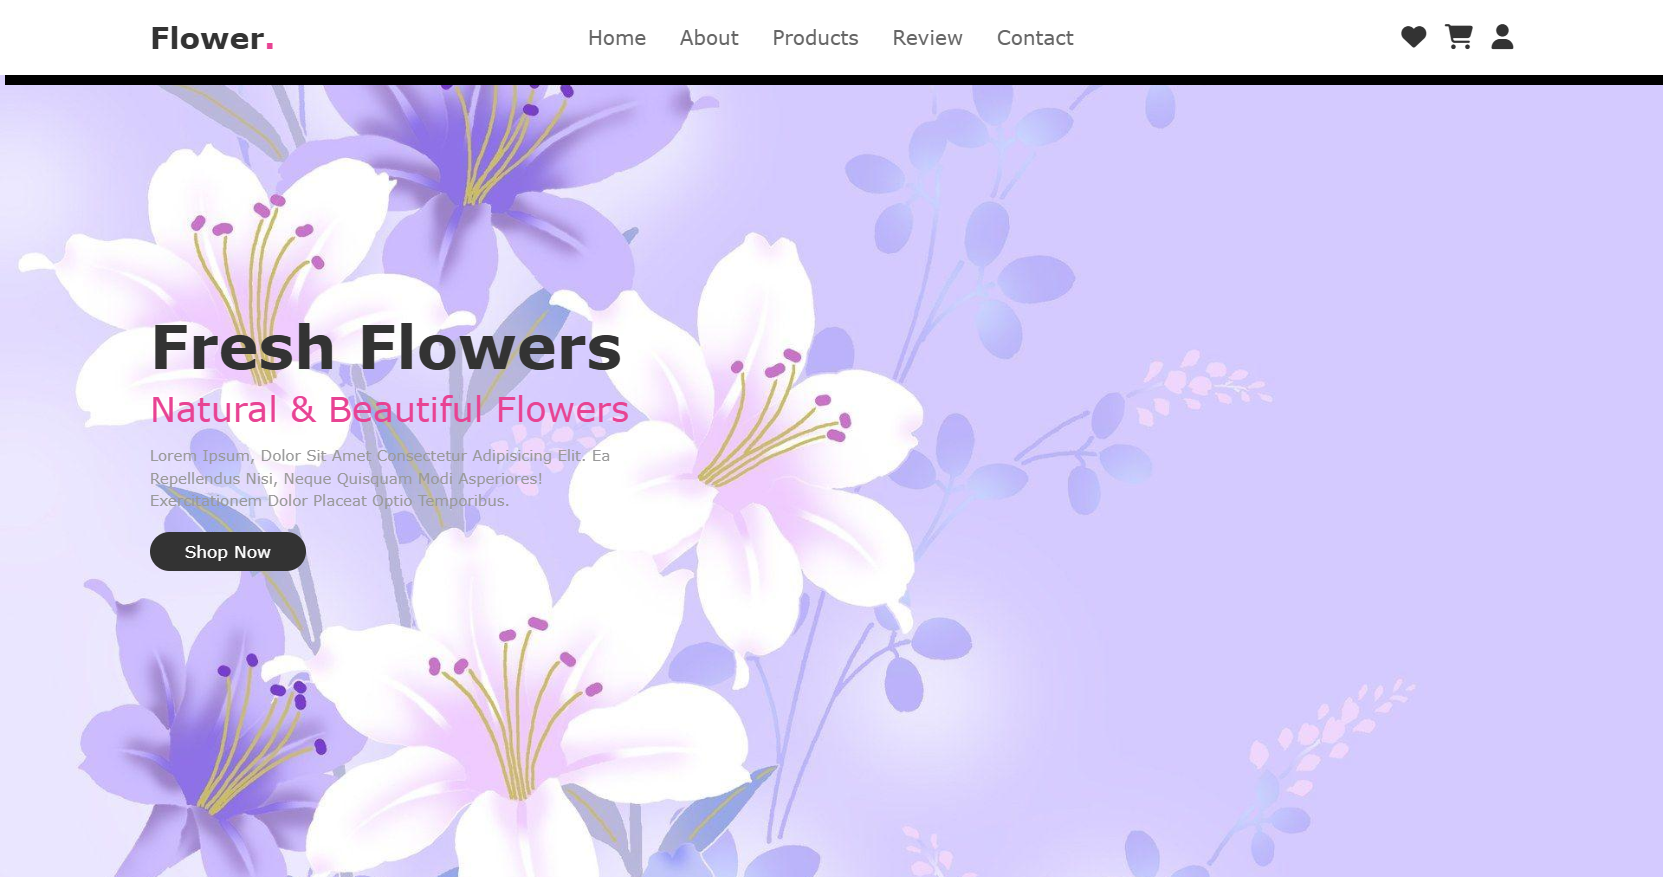 Flower.
Home About Products Review Contact
Fresh Flowers
Natural & Beautiful Flowers
Lorem Ipsum, Dolor Sit Amet Consectetur Adipisicing Elit. Ea
Repellendus Nisi, Neque Quisquam Modi Asperiores!
Exercitationem Dolor Placeat Optio Temporibus.
Shop Now